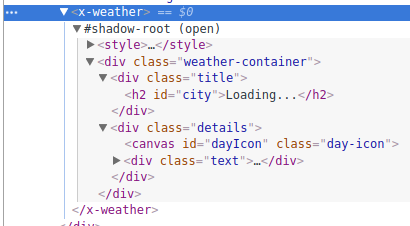 ••• ▼<x-weather> == $0
▼#shadow-root (open)
▶<style>…</style>
▼<div class="weather-container">
▼<div class="title">
<h2 id="city">Loading...</h2>
</div>
▼<div class="details">
<canvas id="dayIcon" class="day-icon">
▶<div class="text">…</div>
</div>
</div>
</x-weather>
</div>